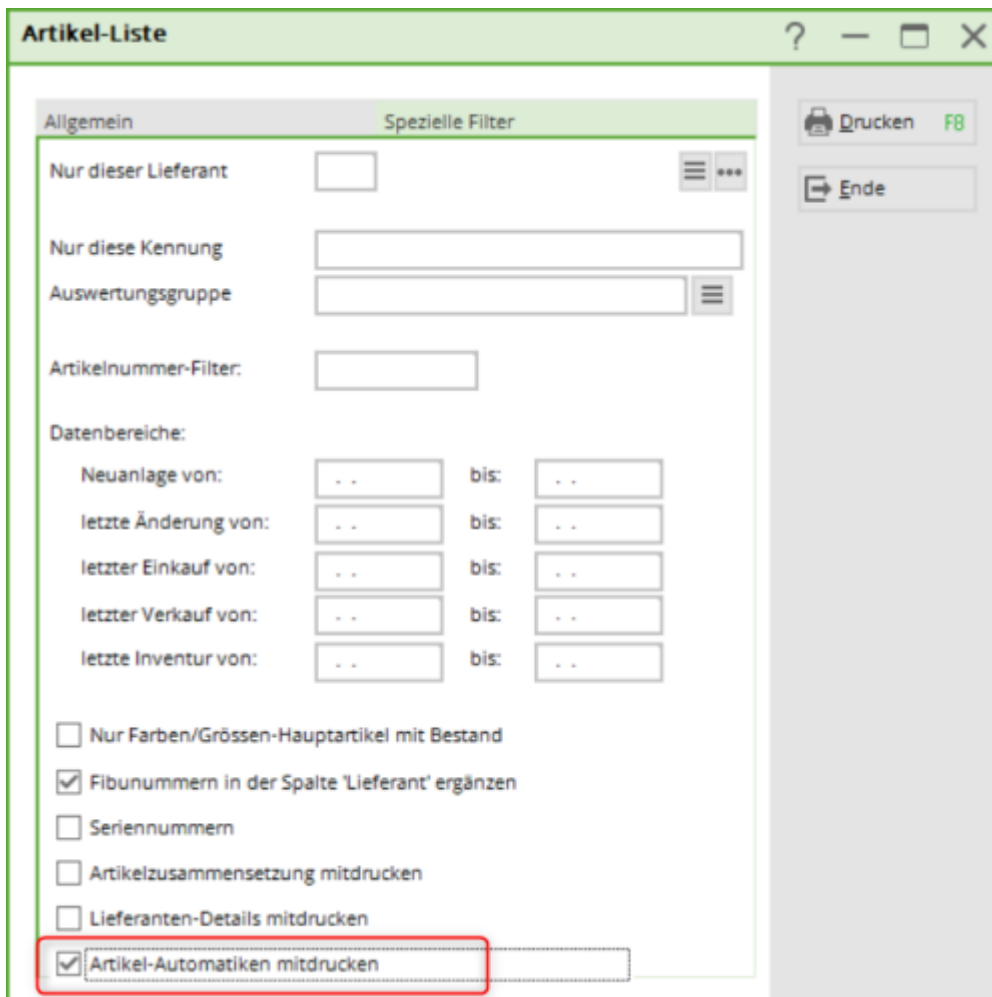 Artikel-Liste
Allgemein Spezielle Filter
Drucken F8
Nur dieser Lieferant
Ende
Nur diese Kennung
Auswertungsgruppe
Artikelnummer-Filter:
Datenbereiche:
Neuanlage von: . . bis: . .
letzte Änderung von: . . bis: . .
letzter Einkauf von: . . bis: . .
letzter Verkauf von: . . bis: . .
letzte Inventur von: . . bis: . .
Nur Farben/Grössen-Hauptartikel mit Bestand
Fibunummern in der Spalte 'Lieferant' ergänzen
Seriennummern
Artikelzusammensetzung mitdrucken
Lieferanten-Details mitdrucken
Artikel-Automatiken mitdrucken